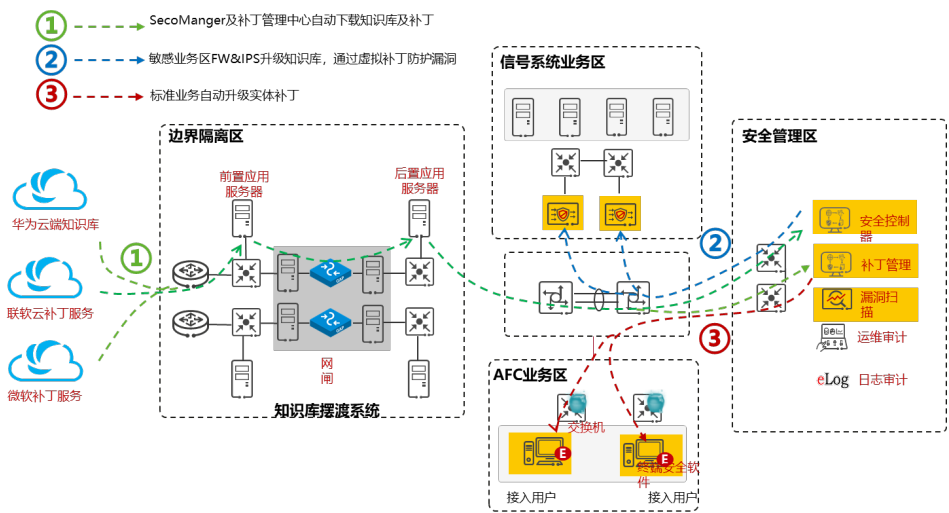 ① SecoManger及补丁管理中心自动下载知识库及补丁
② 敏感业务区FW&IPS升级知识库，通过虚拟补丁防护漏洞
③ 标准业务自动升级实体补丁
边界隔离区
前置应用
服务器
后置应用
服务器
华为云端知识库
联软云补丁服务
微软补丁服务
①
网
闸
知识库摆渡系统
信号系统业务区
②
③
AFC业务区
交换机
E
E
终端安全软
件
接入用户
接入用户
安全管理区
安全控制
器
补丁管理
漏洞扫
描
运维审计
eLog
日志审计